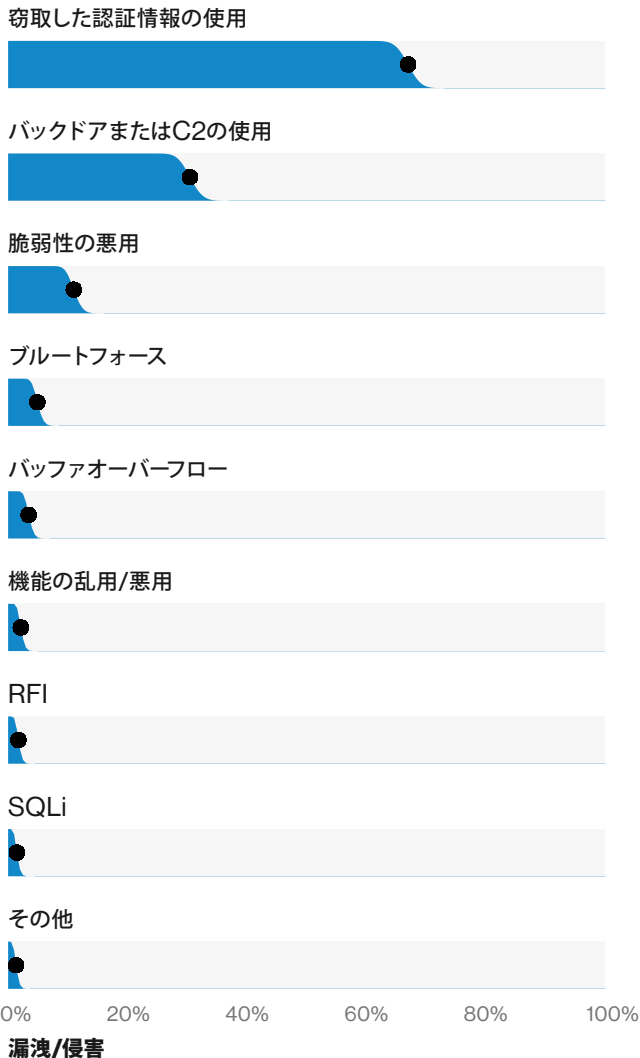 窃取した認証情報の使用
バックドアまたはC2の使用
脆弱性の悪用
ブルートフォース
バッファオーバーフロー
機能の乱用/悪用
RFI
SQLi
その他
0% 20% 40% 60% 80% 100%
漏洩/侵害